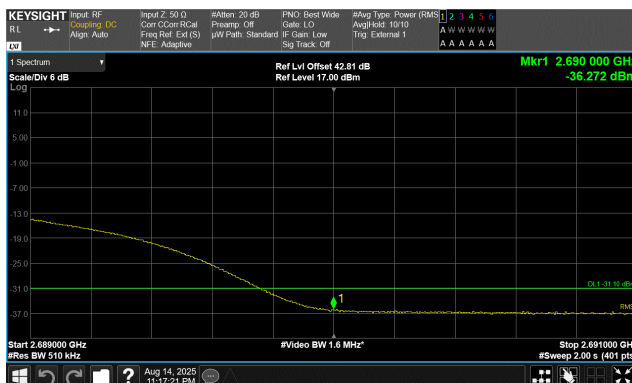 KEYSIGHT Input: RF Input Z: 50 Ω #Atten: 20 dB PNO: Best Wide #Avg Type: Power (RMS 1 2 3 4 5 6
RL Coupling: DC Corr CCorr RCal Preamp: Off Gate: LO Avg|Hold: 10/10 A W W W W W
Align: Auto Freq Ref: Ext (S) µW Path: Standard IF Gain: Low Trig: External 1
LXI NFE: Adaptive Sig Track: Off A A A A A A
1 Spectrum Ref Lvl Offset 42.81 dB Mkr1 2.690 000 GHz
Scale/Div 6 dB Ref Level 17.00 dBm -36.272 dBm
Log
11.0
5.00
-1.00
-7.00
-13.0
-19.0
-25.0
DL1 -31.10 dBm
-31.0
1
RMS
-37.0
Start 2.689000 GHz #Video BW 1.6 MHz* Stop 2.691000 GHz
#Res BW 510 kHz #Sweep 2.00 s (401 pts)
? Aug 14, 2025
11:17:21 PM